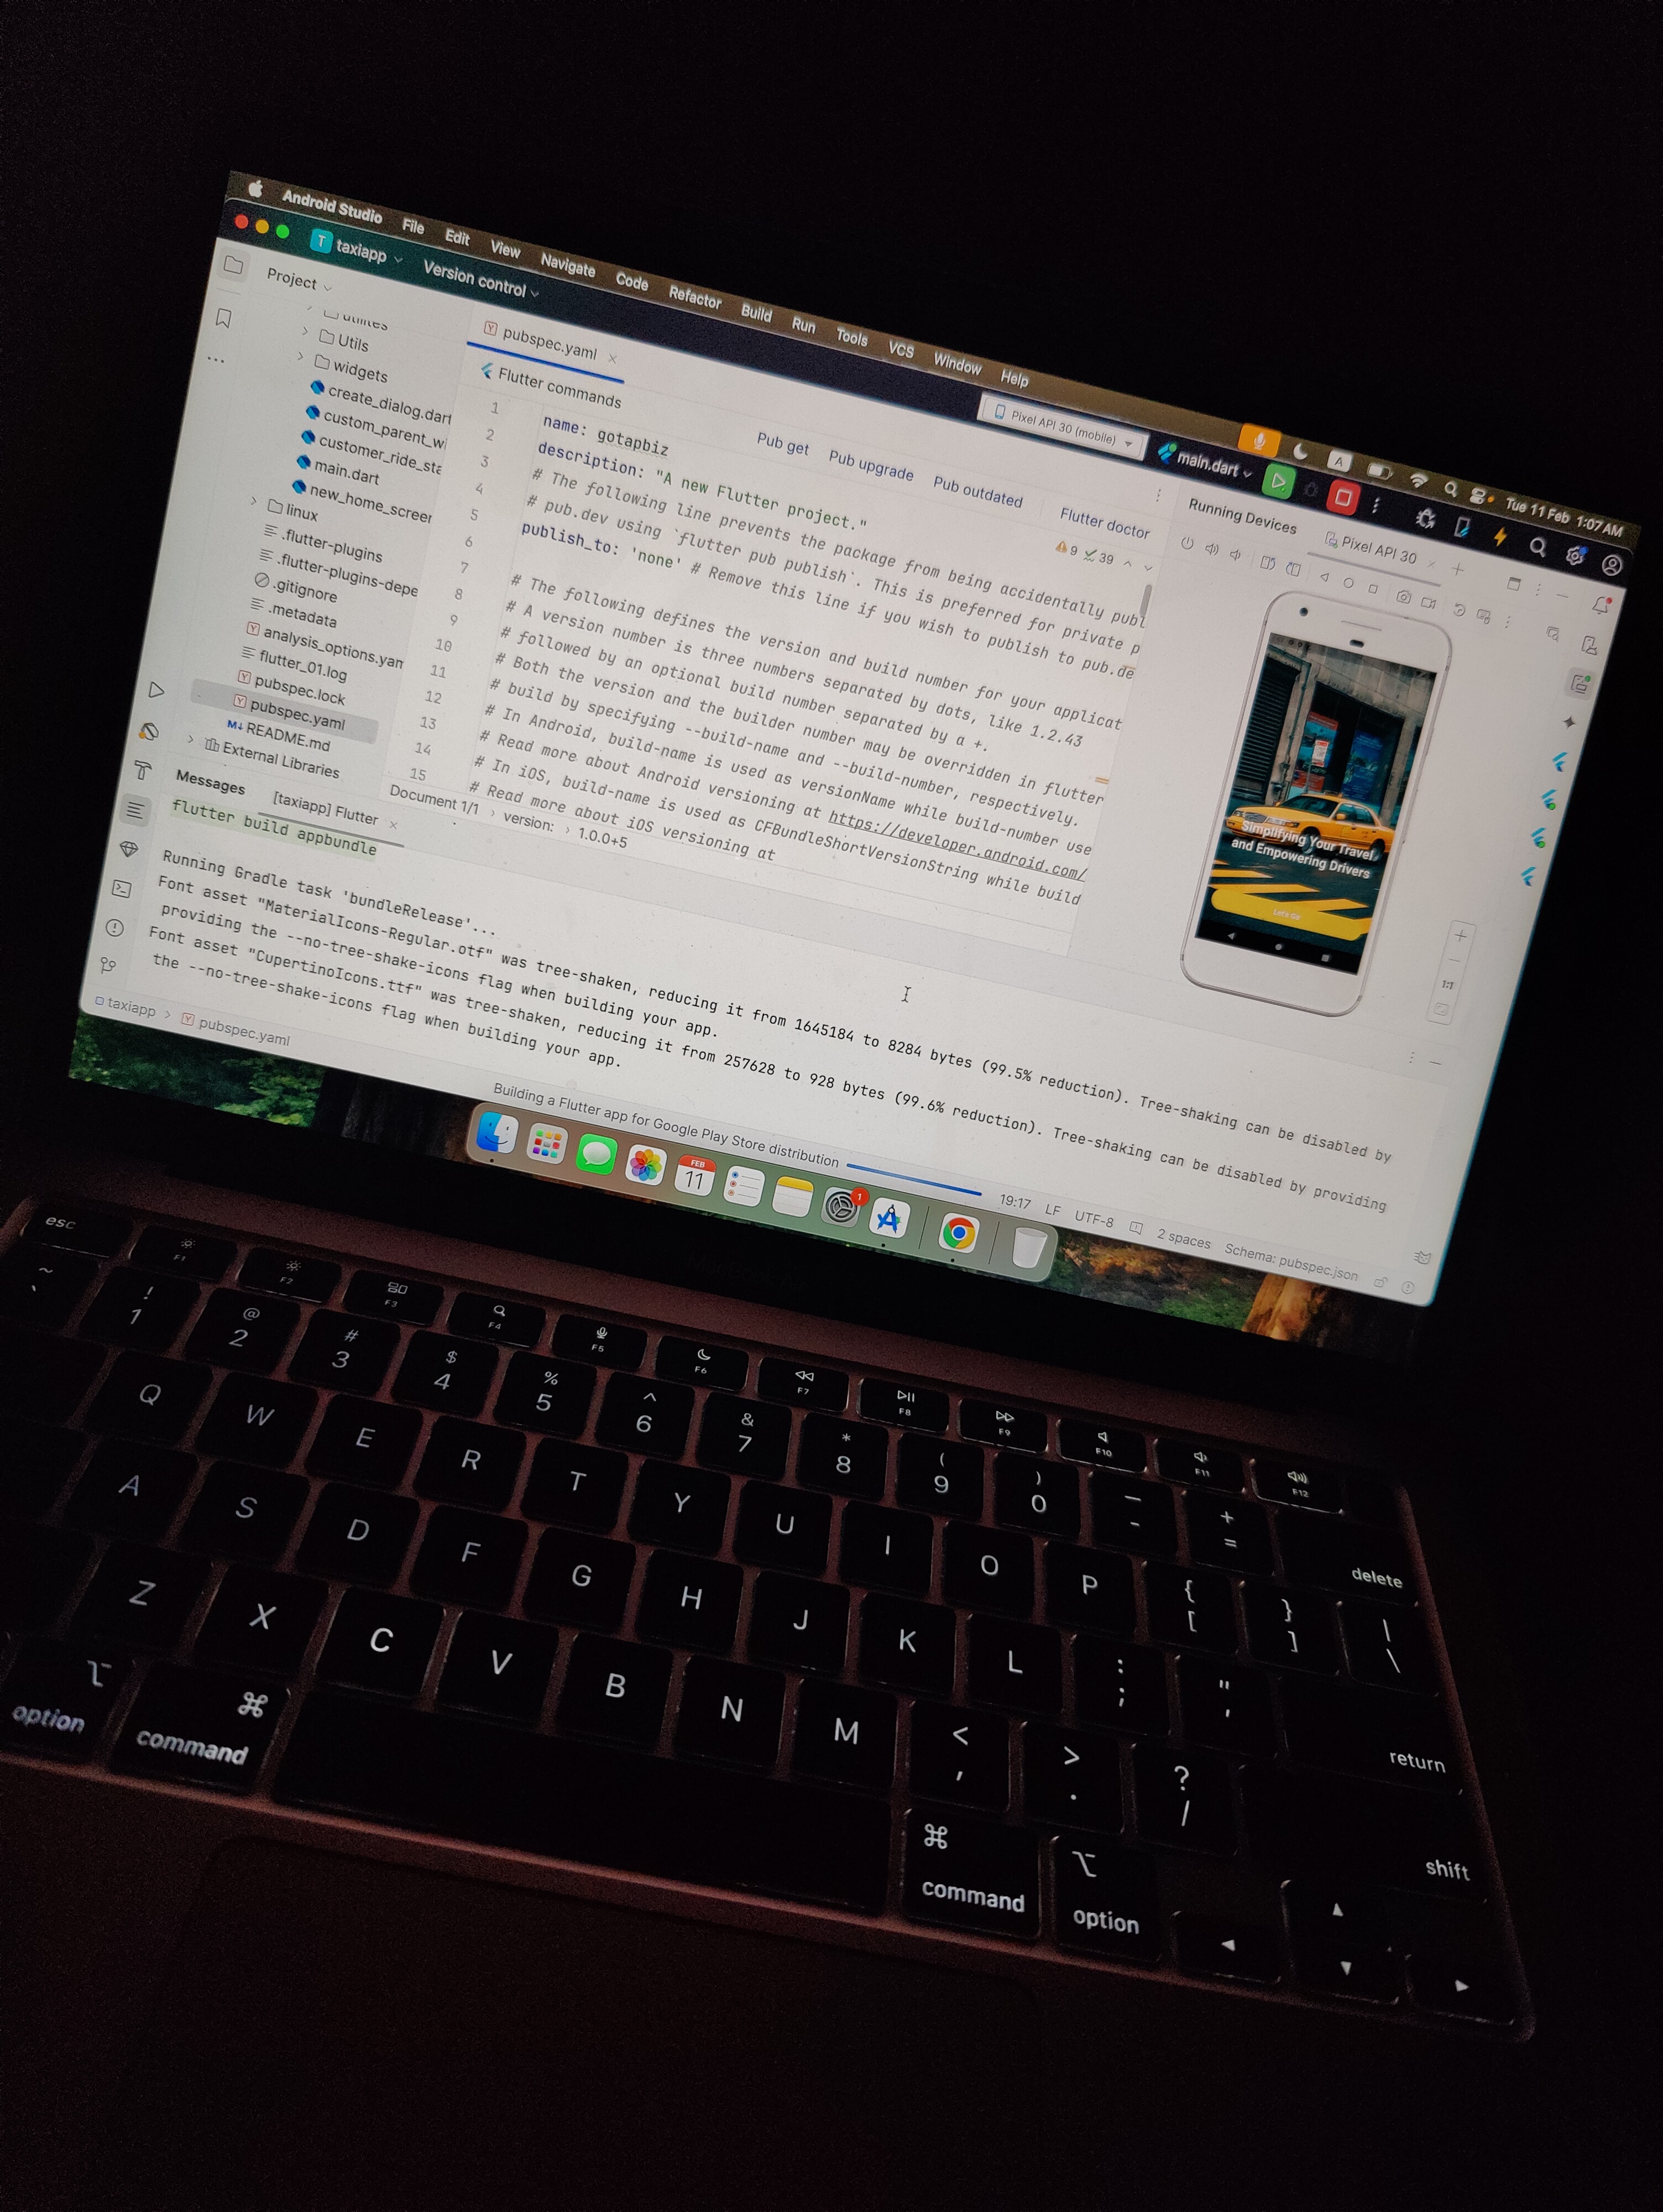 Android Studio File Edit View Navigate Code Refactor Build Run Tools VCS Window Help
A Tue 11 Feb 1:07 AM
T taxiapp Version control
Pixel API 30 (mobile) main.dart
Project
Utils
widgets
create_dialog.dart
custom_parent_wi
customer_ride_sta
main.dart
new_home_screen
linux
.flutter-plugins
.flutter-plugins-depe
.gitignore
.metadata
analysis_options.yam
flutter_01.log
pubspec.lock
pubspec.yaml
README.md
External Libraries
pubspec.yaml
Flutter commands
Pub get Pub upgrade Pub outdated Flutter doctor
9 39
1 name: gotapbiz
2 description: "A new Flutter project."
3 # The following line prevents the package from being accidentally publ
4 # pub.dev using `flutter pub publish`. This is preferred for private p
5 publish_to: 'none' # Remove this line if you wish to publish to pub.de
6
7 # The following defines the version and build number for your applicat
8 # A version number is three numbers separated by dots, like 1.2.43
9 # followed by an optional build number separated by a +.
10 # Both the version and the builder number may be overridden in flutter
11 # build by specifying --build-name and --build-number, respectively.
12 # In Android, build-name is used as versionName while build-number use
13 # Read more about Android versioning at https://developer.android.com/
14 # In iOS, build-name is used as CFBundleShortVersionString while build
15 # Read more about iOS versioning at
Document 1/1 › version: › 1.0.0+5
Running Devices Pixel API 30
Simplifying Your Travel,
and Empowering Drivers
Let's Go
1:1
Messages [taxiapp] Flutter
flutter build appbundle
Running Gradle task 'bundleRelease'...
Font asset "MaterialIcons-Regular.otf" was tree-shaken, reducing it from 1645184 to 8284 bytes (99.5% reduction). Tree-shaking can be disabled by
providing the --no-tree-shake-icons flag when building your app.
Font asset "CupertinoIcons.ttf" was tree-shaken, reducing it from 257628 to 928 bytes (99.6% reduction). Tree-shaking can be disabled by providing
the --no-tree-shake-icons flag when building your app.
taxiapp › pubspec.yaml
Building a Flutter app for Google Play Store distribution
19:17 LF UTF-8 2 spaces Schema: pubspec.json
FEB
11
1
esc F1 F2 F3 F4 F5 F6 F7 F8 F9 F10 F11 F12
~ ! @ # $ % ^ & * ( ) — +
` 1 2 3 4 5 6 7 8 9 0 - = delete
Q W E R T Y U I O P { [ } ] | \
A S D F G H J K L : ; " ' return
Z X C V B N M < , > . ? / shift
option command command option